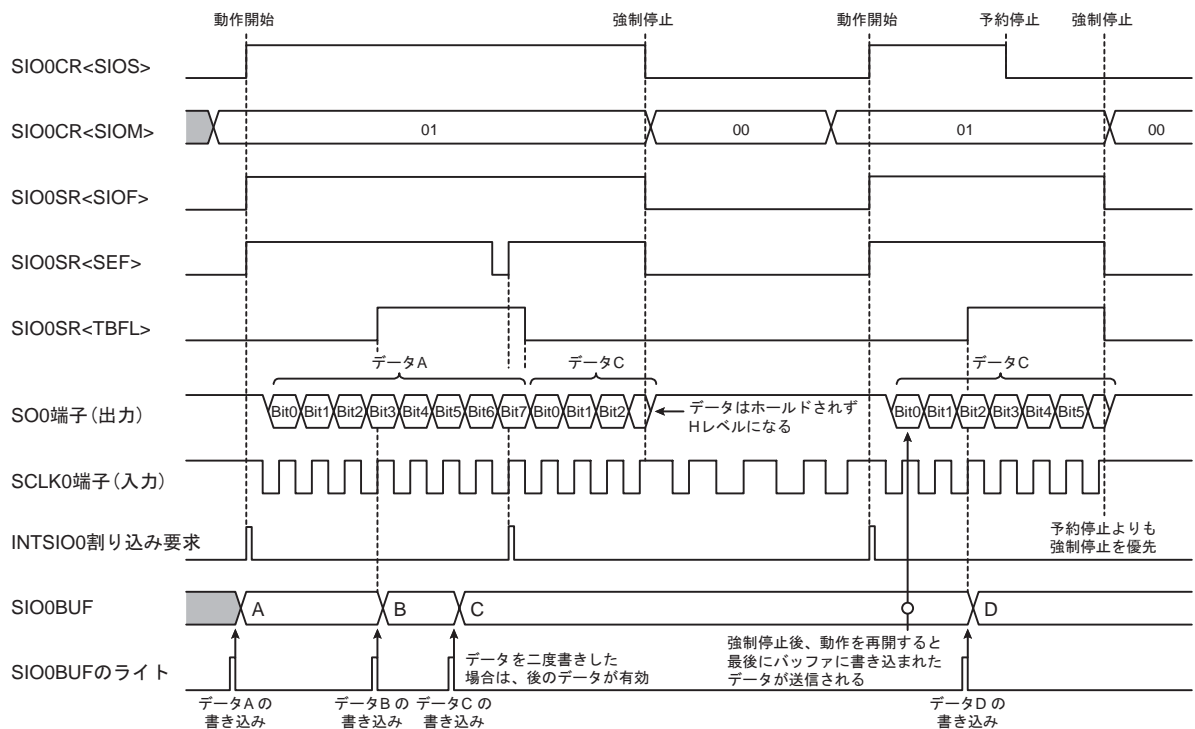 動作開始
強制停止
動作開始
予約停止
強制停止
SIO0CR<SIOS>
SIO0CR<SIOM>
01
00
01
00
SIO0SR<SIOF>
SIO0SR<SEF>
SIO0SR<TBFL>
データA
データC
データC
SO0端子(出力)
Bit0
Bit1
Bit2
Bit3
Bit4
Bit5
Bit6
Bit7
Bit0
Bit1
Bit2
データはホールドされず
Hレベルになる
Bit0
Bit1
Bit2
Bit3
Bit4
Bit5
SCLK0端子(入力)
INTSIO0割り込み要求
予約停止よりも
強制停止を優先
SIO0BUF
A
B
C
D
SIO0BUFのライト
データを二度書きした
場合は、後のデータが有効
強制停止後、動作を再開すると
最後にバッファに書き込まれた
データが送信される
データA の
書き込み
データB の
書き込み
データC の
書き込み
データD の
書き込み